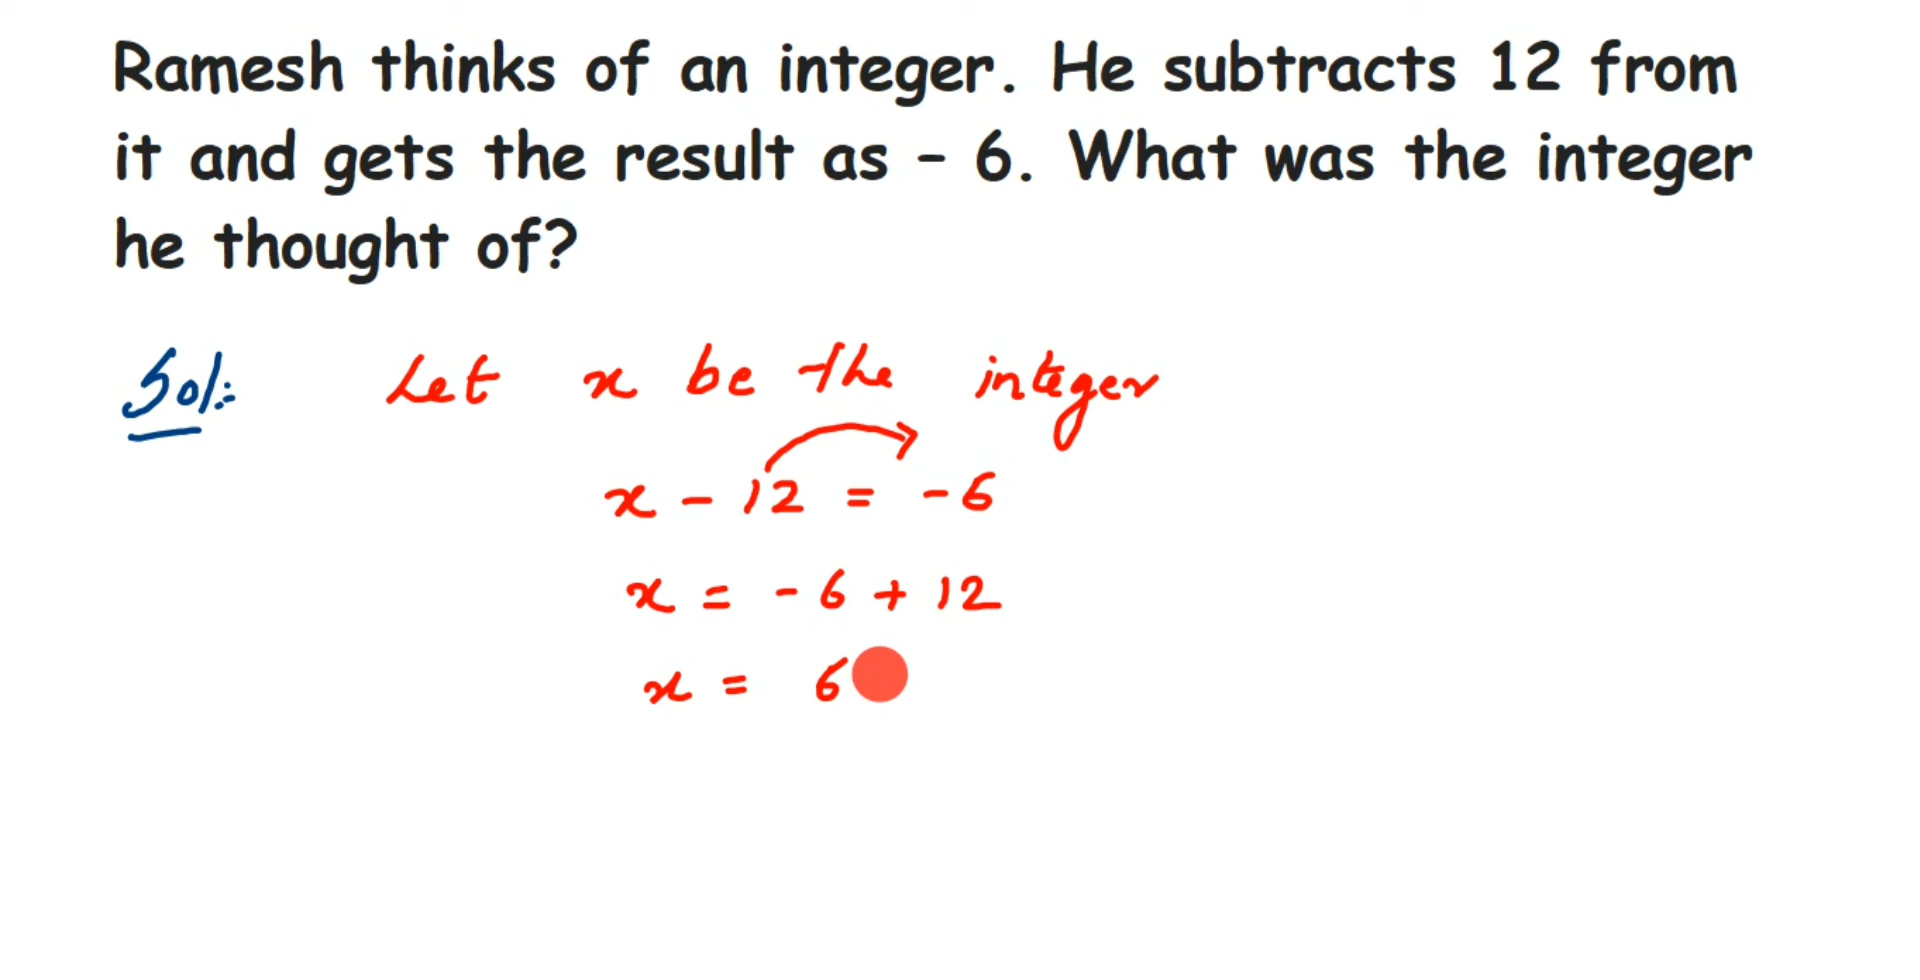 Ramesh thinks of an integer. He subtracts 12 from
it and gets the result as – 6. What was the integer
he thought of?
Sol:
Let x be the integer
x - 12 = -6
x = -6 + 12
x = 6